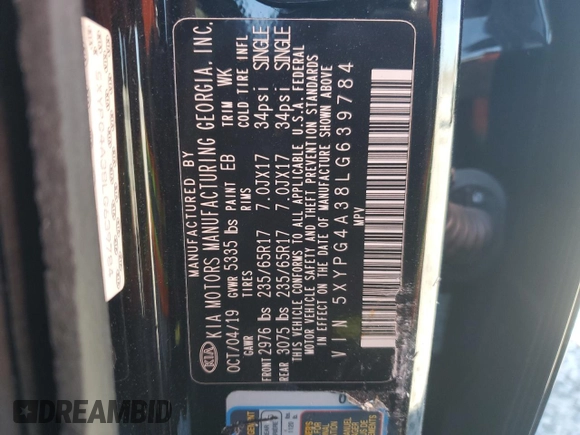 MANUFACTURED BY
KIA KIA MOTORS MANUFACTURING GEORGIA, INC.
OCT/04/19 GVWR 5385 lbs PAINT EB TRIM WK
GAWR TIRES RIMS COLD TIRE INFL
FRONT 2976 lbs 235/65R17 7.0JX17 34psi SINGLE
REAR 3075 lbs 235/65R17 7.0JX17 34psi SINGLE
THIS VEHICLE CONFORMS TO ALL APPLICABLE U.S.A. FEDERAL
MOTOR VEHICLE SAFETY AND THEFT PREVENTION STANDARDS
IN EFFECT ON THE DATE OF MANUFACTURE SHOWN ABOVE
VIN 5XYPG4A38LG639784
MPV
DREAMBID